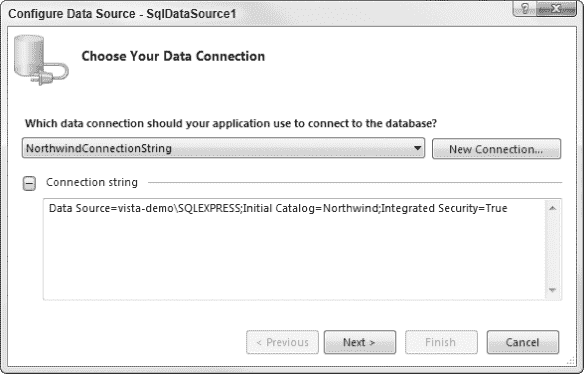 Configure Data Source - SqlDataSource1
Choose Your Data Connection
Which data connection should your application use to connect to the database?
NorthwindConnectionString
New Connection...
Connection string
Data Source=vista-demo\SQLEXPRESS;Initial Catalog=Northwind;Integrated Security=True
< Previous
Next >
Finish
Cancel